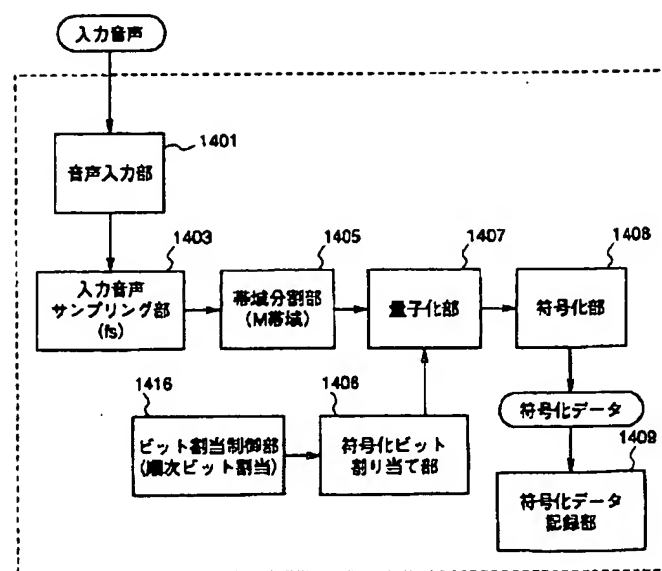 入力音声
1401
音声入力部
1403
入力音声
サンプリング部
(fs)
1405
帯域分割部
(M帯域)
1407
量子化部
1408
符号化部
1416
ビット割当制御部
(順次ビット割当)
1406
符号化ビット
割り当て部
符号化データ
1409
符号化データ
記録部